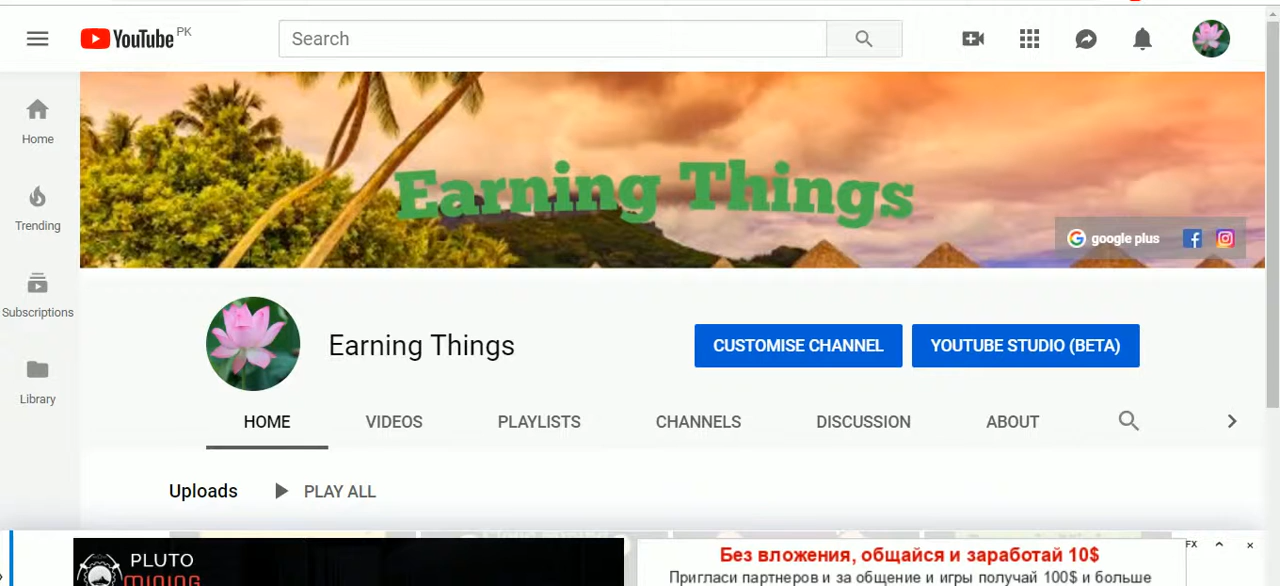 YouTube PK
Search
Home
Trending
Subscriptions
Library
Earning Things
google plus
Earning Things
CUSTOMISE CHANNEL
YOUTUBE STUDIO (BETA)
HOME VIDEOS PLAYLISTS CHANNELS DISCUSSION ABOUT
Uploads PLAY ALL
PLUTO
MINING
Без вложения, общайся и заработай 10$
Пригласи партнеров и за общение и игры получай 100$ и больше
FX